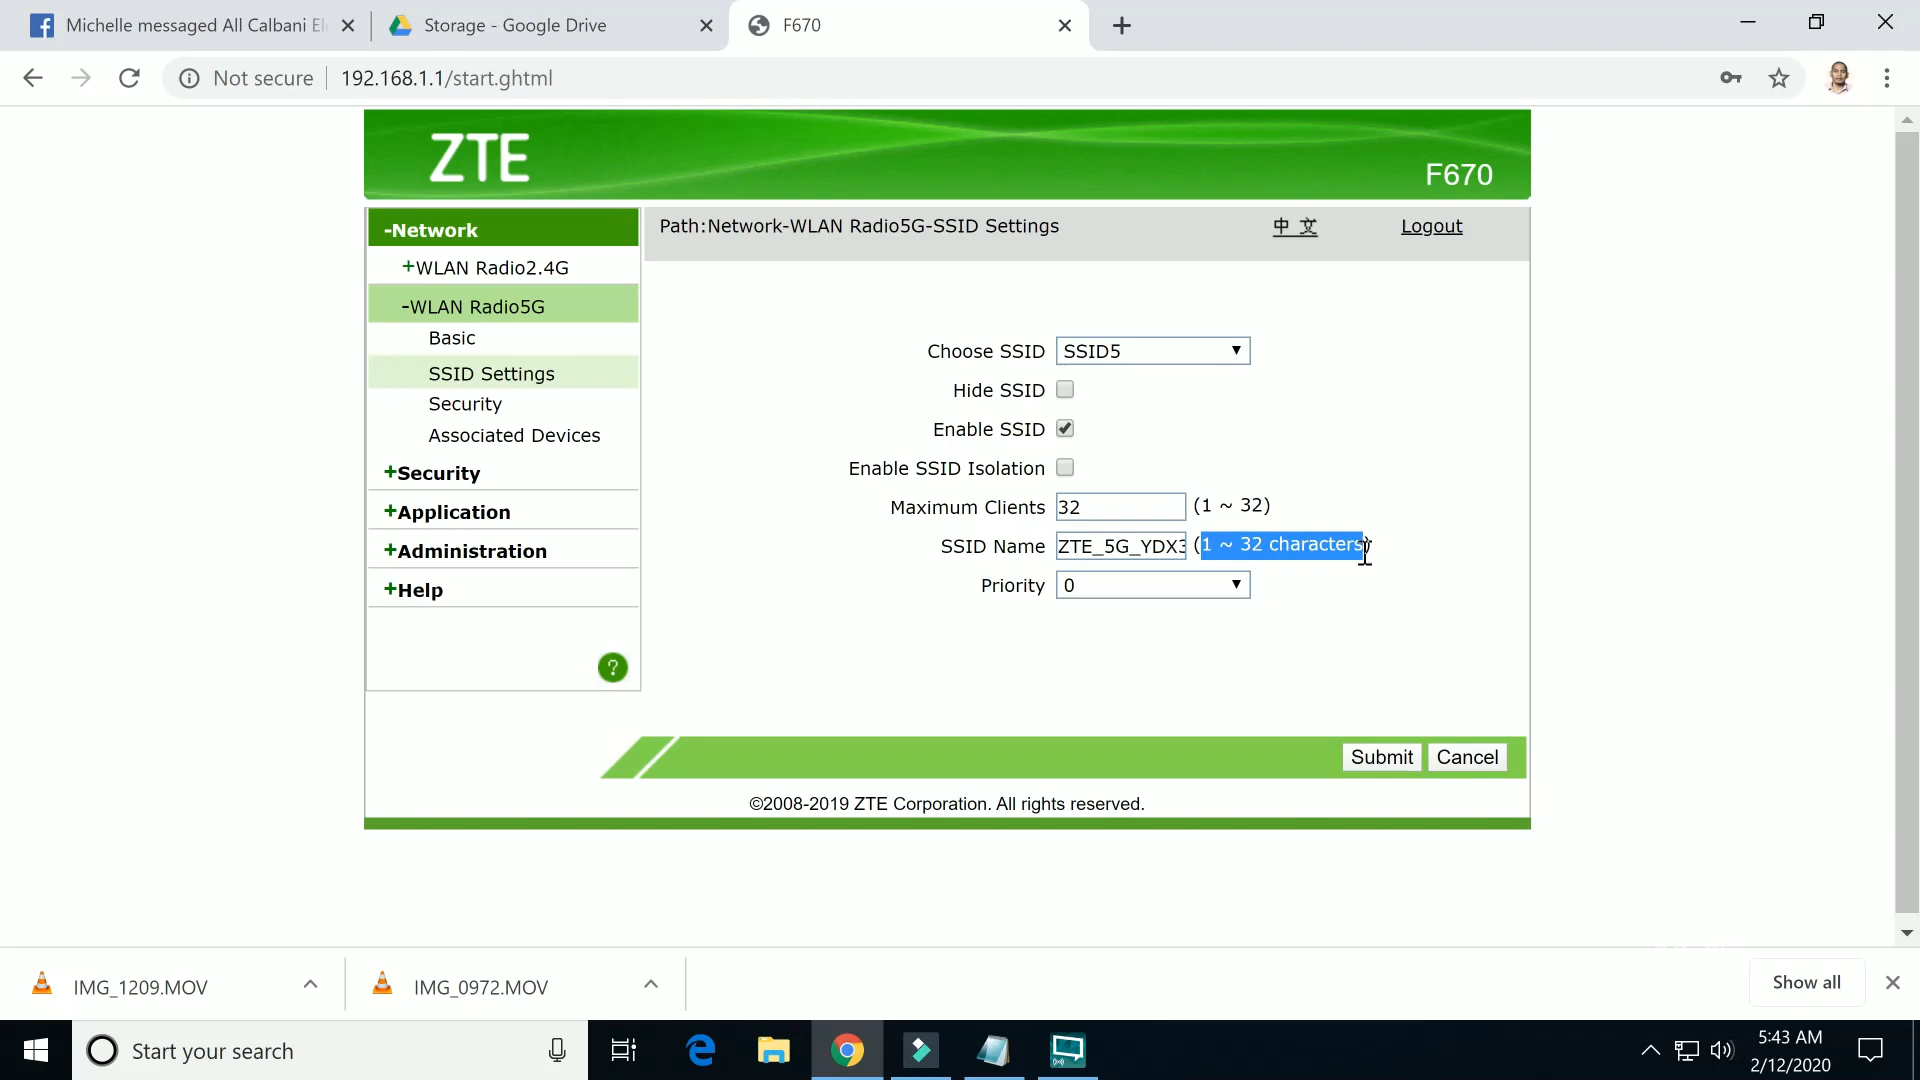 Michelle messaged All Calbani El
Storage - Google Drive
F670
Not secure
192.168.1.1/start.ghtml
ZTE
F670
-Network
+WLAN Radio2.4G
-WLAN Radio5G
Basic
SSID Settings
Security
Associated Devices
+Security
+Application
+Administration
+Help
?
Path:Network-WLAN Radio5G-SSID Settings
中 文
Logout
Choose SSID SSID5
Hide SSID
Enable SSID
Enable SSID Isolation
Maximum Clients 32 (1 ~ 32)
SSID Name ZTE_5G_YDX3 (1 ~ 32 characters)
Priority 0
Submit
Cancel
©2008-2019 ZTE Corporation. All rights reserved.
IMG_1209.MOV
IMG_0972.MOV
Show all
Start your search
5:43 AM
2/12/2020